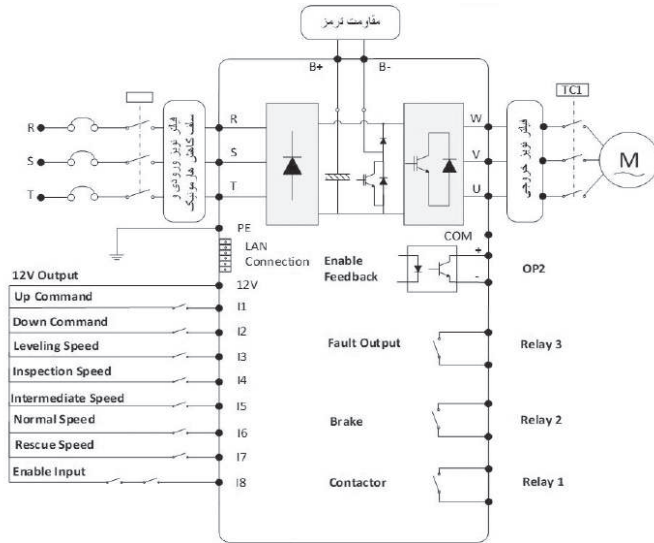 مقاومت ترمز
B+
B-
TC1
R
S
T
فیلتر نویز ورودی و
سلف کاهش هارمونیک
R
S
T
W
V
U
فیلتر نویز خروجی
M
PE
COM
LAN
Connection
Enable
Feedback
+
-
OP2
12V Output
12V
Up Command
I1
Down Command
I2
Leveling Speed
I3
Inspection Speed
I4
Intermediate Speed
I5
Normal Speed
I6
Rescue Speed
I7
Enable Input
I8
Fault Output
Relay 3
Brake
Relay 2
Contactor
Relay 1